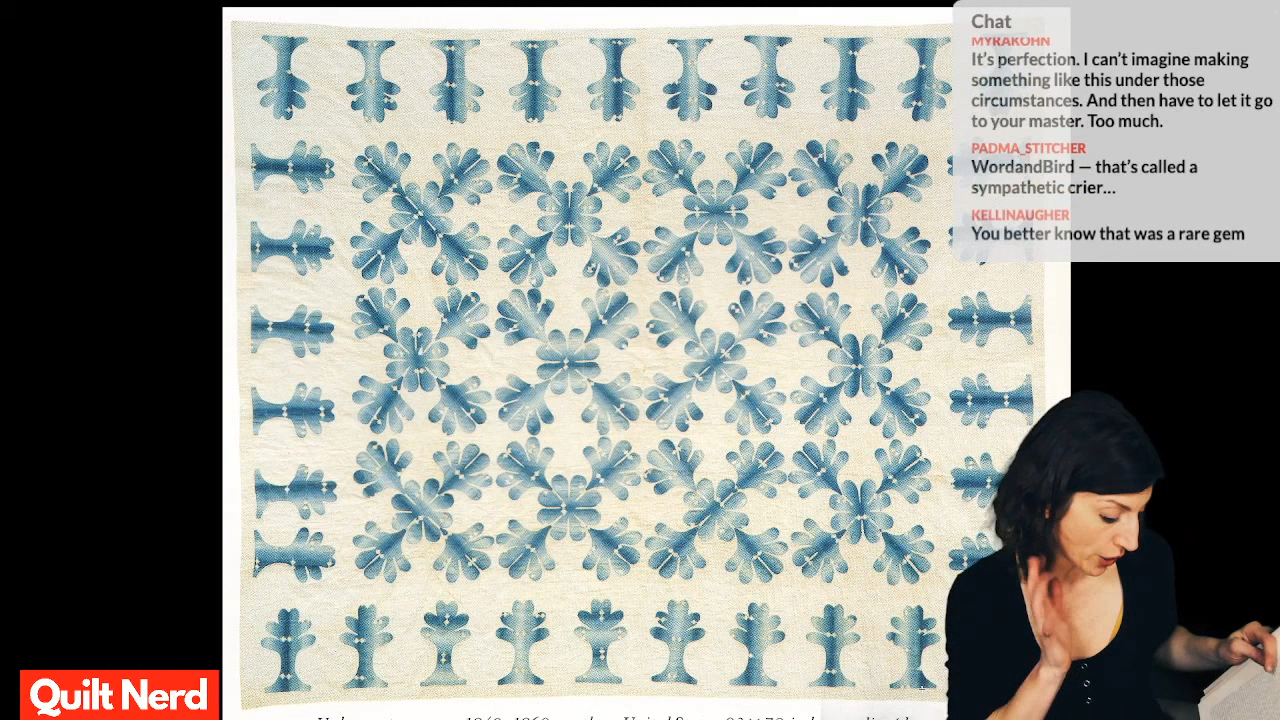 Chat
MYRAKOHN
It's perfection. I can't imagine making
something like this under those
circumstances. And then have to let it go
to your master. Too much.
PADMA_STITCHER
WordandBird — that's called a
sympathetic crier...
KELLINAUGHER
You better know that was a rare gem
Quilt Nerd